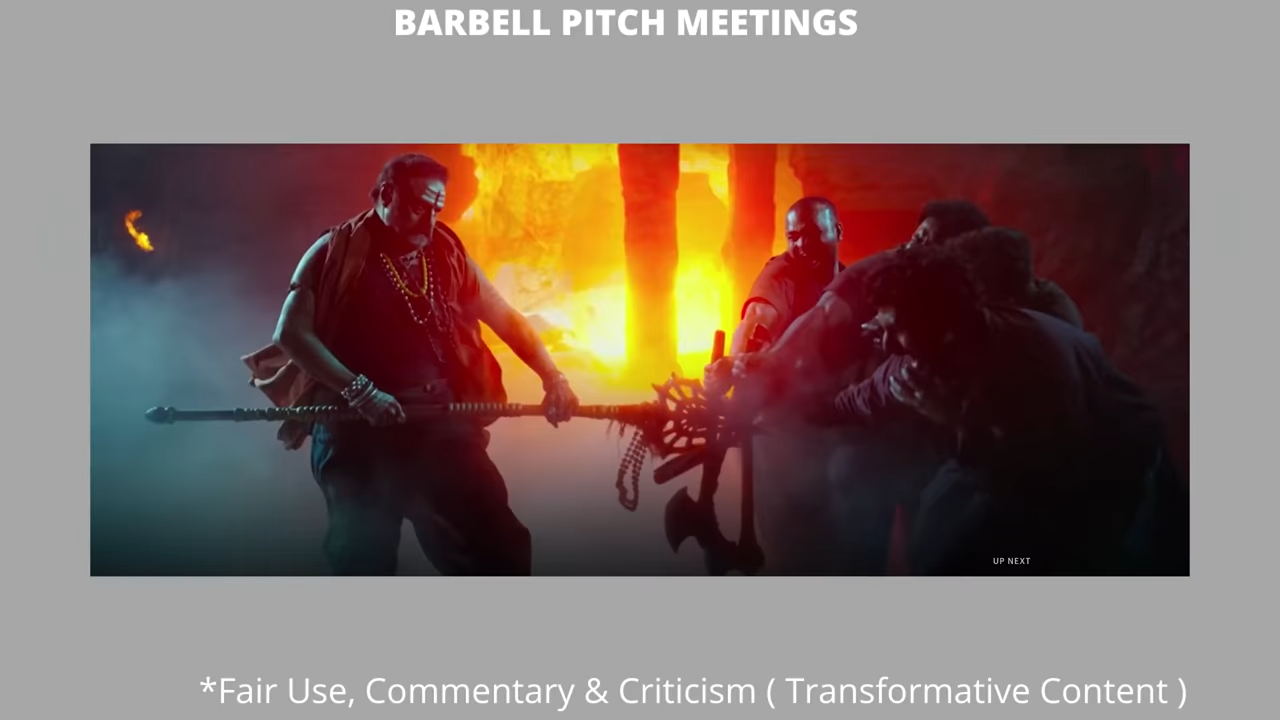 BARBELL PITCH MEETINGS
UP NEXT
*Fair Use, Commentary & Criticism ( Transformative Content )